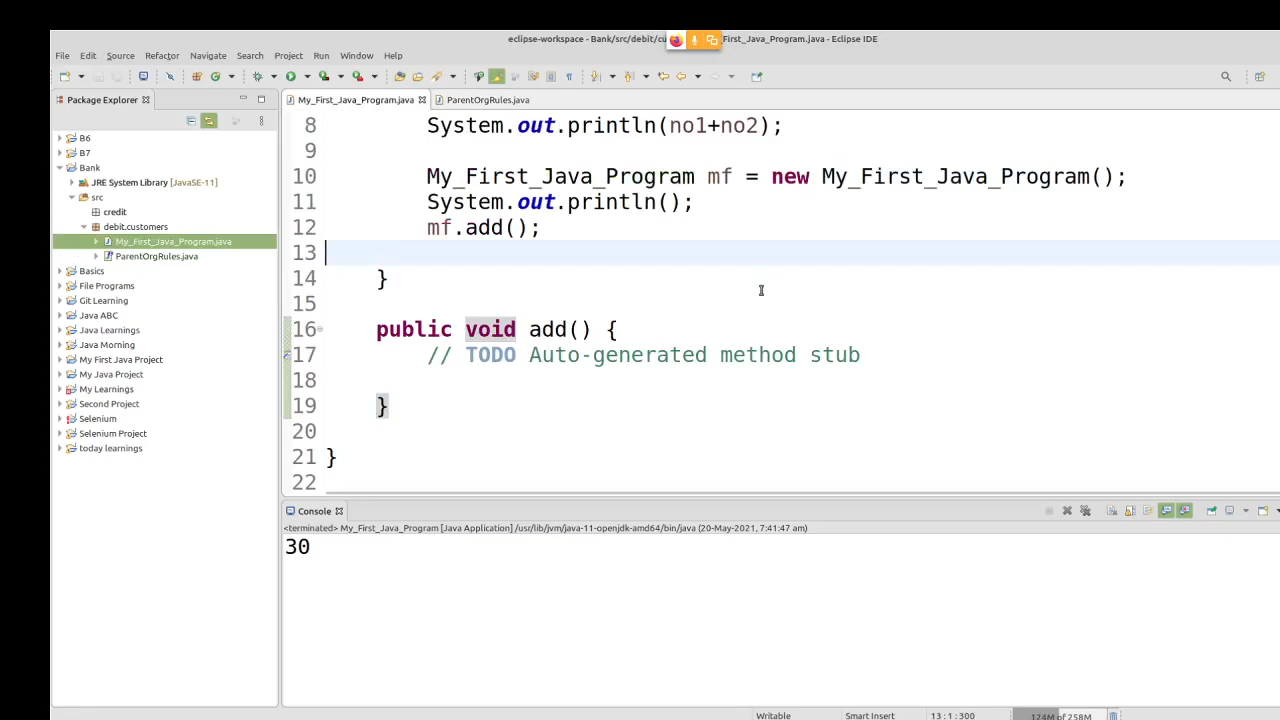 eclipse-workspace - Bank/src/debit/cu First_Java_Program.java - Eclipse IDE
File Edit Source Refactor Navigate Search Project Run Window Help
Package Explorer
My_First_Java_Program.java ParentOrgRules.java
B6
B7
Bank
JRE System Library [JavaSE-11]
src
credit
debit.customers
My_First_Java_Program.java
ParentOrgRules.java
Basics
File Programs
Git Learning
Java ABC
Java Learnings
Java Morning
My First Java Project
My Java Project
My Learnings
Second Project
Selenium
Selenium Project
today learnings
8 System.out.println(no1+no2);
9
10 My_First_Java_Program mf = new My_First_Java_Program();
11 System.out.println();
12 mf.add();
13
14 }
15
16 public void add() {
17 // TODO Auto-generated method stub
18
19 }
20
21 }
22
Console
<terminated> My_First_Java_Program [Java Application] /usr/lib/jvm/java-11-openjdk-amd64/bin/java (20-May-2021, 7:41:47 am)
30
Writable Smart Insert 13:1:300 124M of 258M